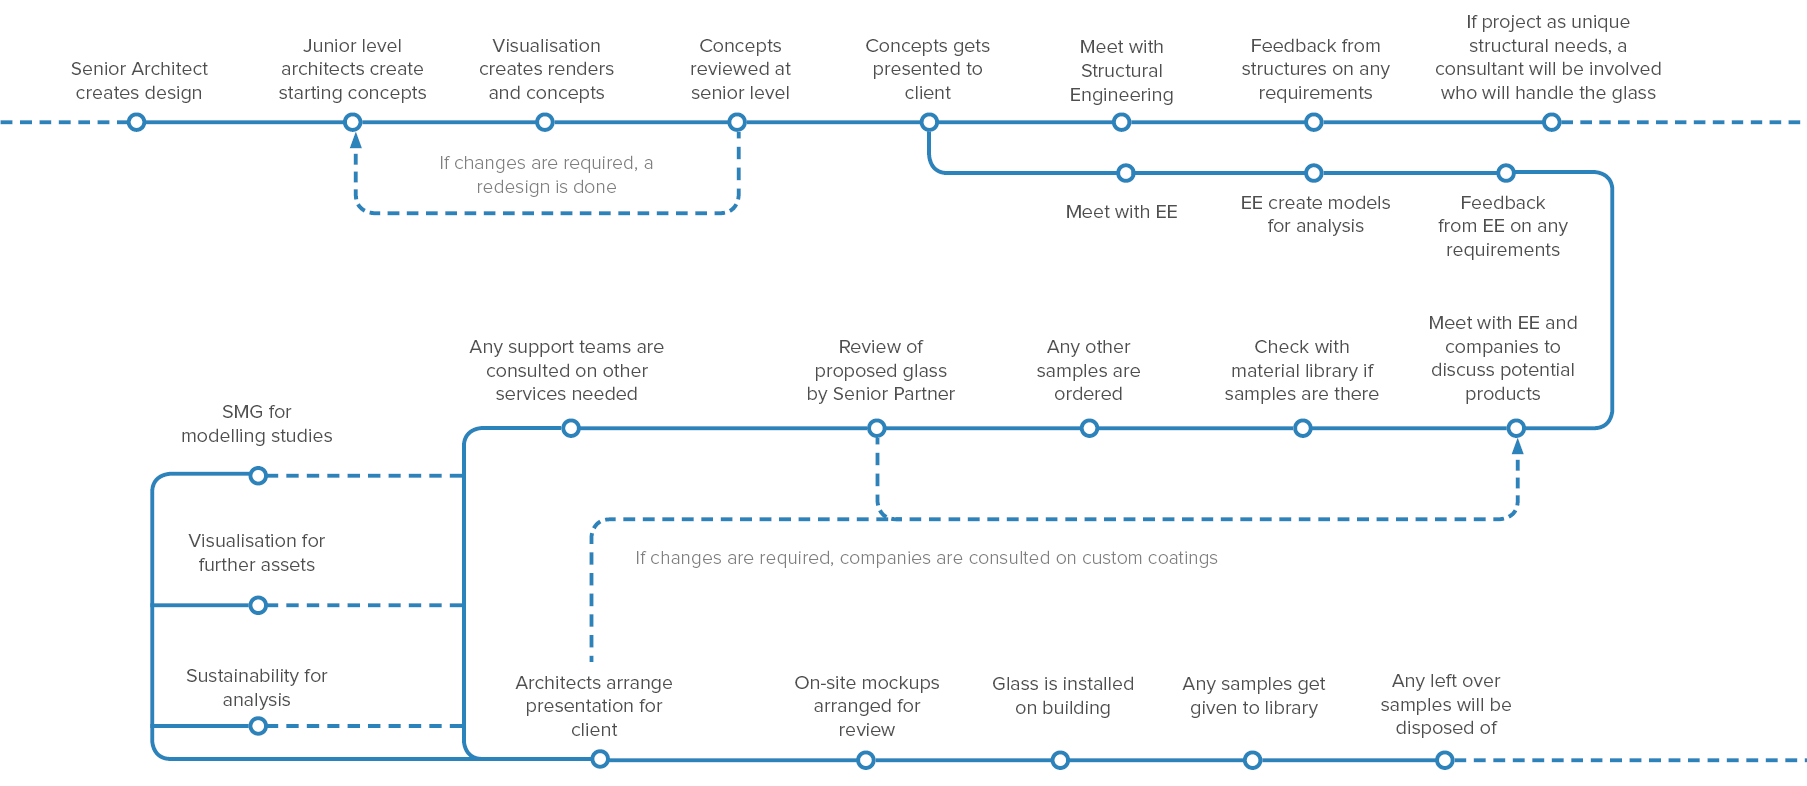 Senior Architect
creates design
Junior level
architects create
starting concepts
Visualisation
creates renders
and concepts
Concepts
reviewed at
senior level
Concepts gets
presented to
client
Meet with
Structural
Engineering
Feedback from
structures on any
requirements
If project as unique
structural needs, a
consultant will be involved
who will handle the glass
If changes are required, a
redesign is done
Meet with EE
EE create models
for analysis
Feedback
from EE on any
requirements
Any support teams are
consulted on other
services needed
Review of
proposed glass
by Senior Partner
Any other
samples are
ordered
Check with
material library if
samples are there
Meet with EE and
companies to
discuss potential
products
SMG for
modelling studies
Visualisation for
further assets
Sustainability for
analysis
If changes are required, companies are consulted on custom coatings
Architects arrange
presentation for
client
On-site mockups
arranged for
review
Glass is installed
on building
Any samples get
given to library
Any left over
samples will be
disposed of